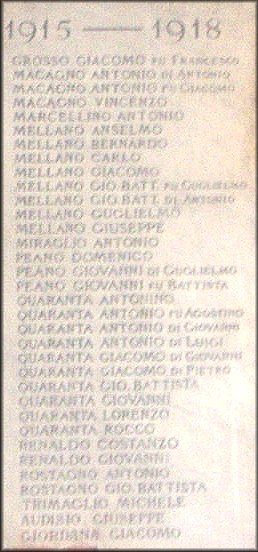 1915 — 1918
GROSSO GIACOMO FU FRANCESCO
MACAGNO ANTONIO DI ANTONIO
MACAGNO ANTONIO FU GIACOMO
MACAGNO VINCENZO
MARCELLINO ANTONIO
MELLANO ANSELMO
MELLANO BERNARDO
MELLANO CARLO
MELLANO GIACOMO
MELLANO GIO.BATT. FU GUGLIELMO
MELLANO GIO.BATT. DI ANTONIO
MELLANO GUGLIELMO
MELLANO GIUSEPPE
MIRAGLIO ANTONIO
PEANO DOMENICO
PEANO GIOVANNI DI GUGLIELMO
PEANO GIOVANNI FU BATTISTA
QUARANTA ANTONINO
QUARANTA ANTONIO FU AGOSTINO
QUARANTA ANTONIO DI GIOVANNI
QUARANTA ANTONIO DI LUIGI
QUARANTA GIACOMO DI GIOVANNI
QUARANTA GIACOMO DI PIETRO
QUARANTA GIO.BATTISTA
QUARANTA GIOVANNI
QUARANTA LORENZO
QUARANTA ROCCO
RENALDO COSTANZO
RENALDO GIOVANNI
ROSTAGNO ANTONIO
ROSTAGNO GIO.BATTISTA
TRIMAGLIO MICHELE
AUDISIO GIUSEPPE
GIORDANA GIACOMO